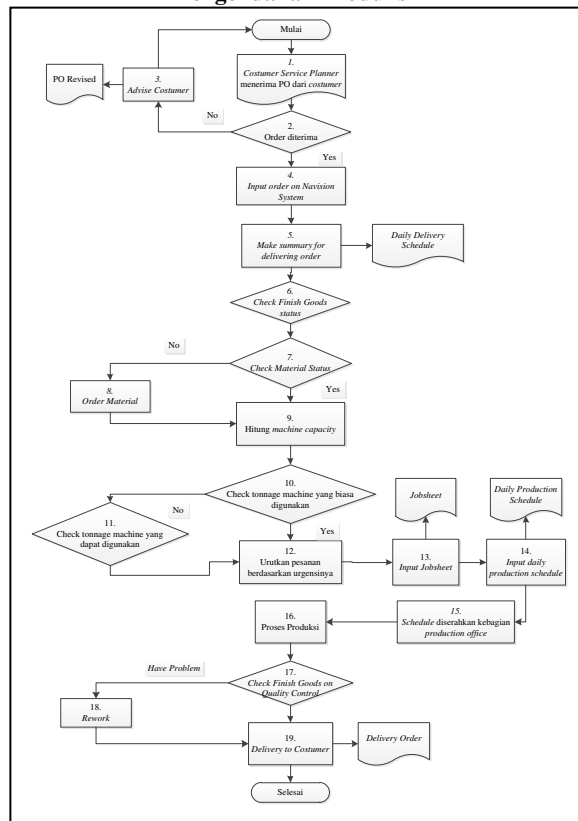 Mulai
1.
Costumer Service Planner
menerima PO dari costumer
PO Revised
3.
Advise Costumer
No
2.
Order diterima
Yes
4.
Input order on Navision
System
5.
Make summary for
delivering order
Daily Delivery
Schedule
6.
Check Finish Goods
status
No
7.
Check Material Status
Yes
8.
Order Material
9.
Hitung machine capacity
10.
Check tonnage machine yang biasa
digunakan
No
Yes
11.
Check tonnage machine yang
dapat digunakan
12.
Urutkan pesanan
berdasarkan urgensinya
Jobsheet
13.
Input Jobsheet
Daily Production
Schedule
14.
Input daily
production schedule
15.
Schedule diserahkan kebagian
production office
16.
Proses Produksi
Have Problem
17.
Check Finish Goods on
Quality Control
18.
Rework
19.
Delivery to Costumer
Delivery Order
Selesai